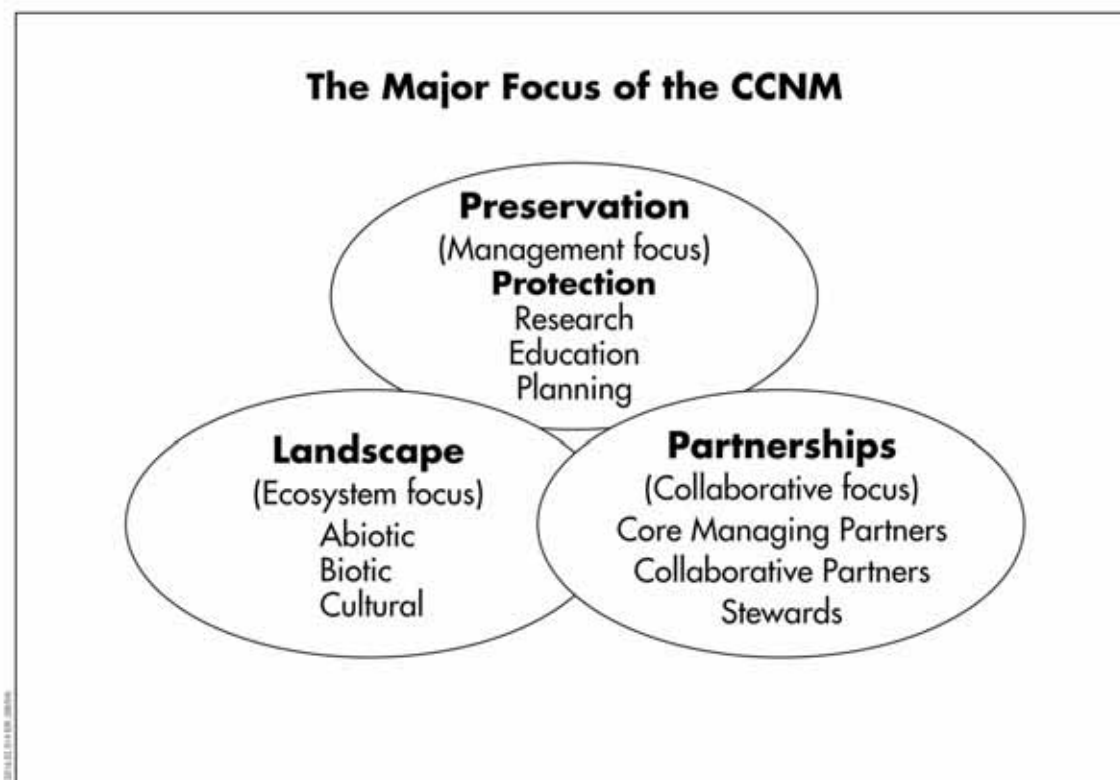 The Major Focus of the CCNM
Preservation
(Management focus)
Protection
Research
Education
Planning
Landscape
(Ecosystem focus)
Abiotic
Biotic
Cultural
Partnerships
(Collaborative focus)
Core Managing Partners
Collaborative Partners
Stewards